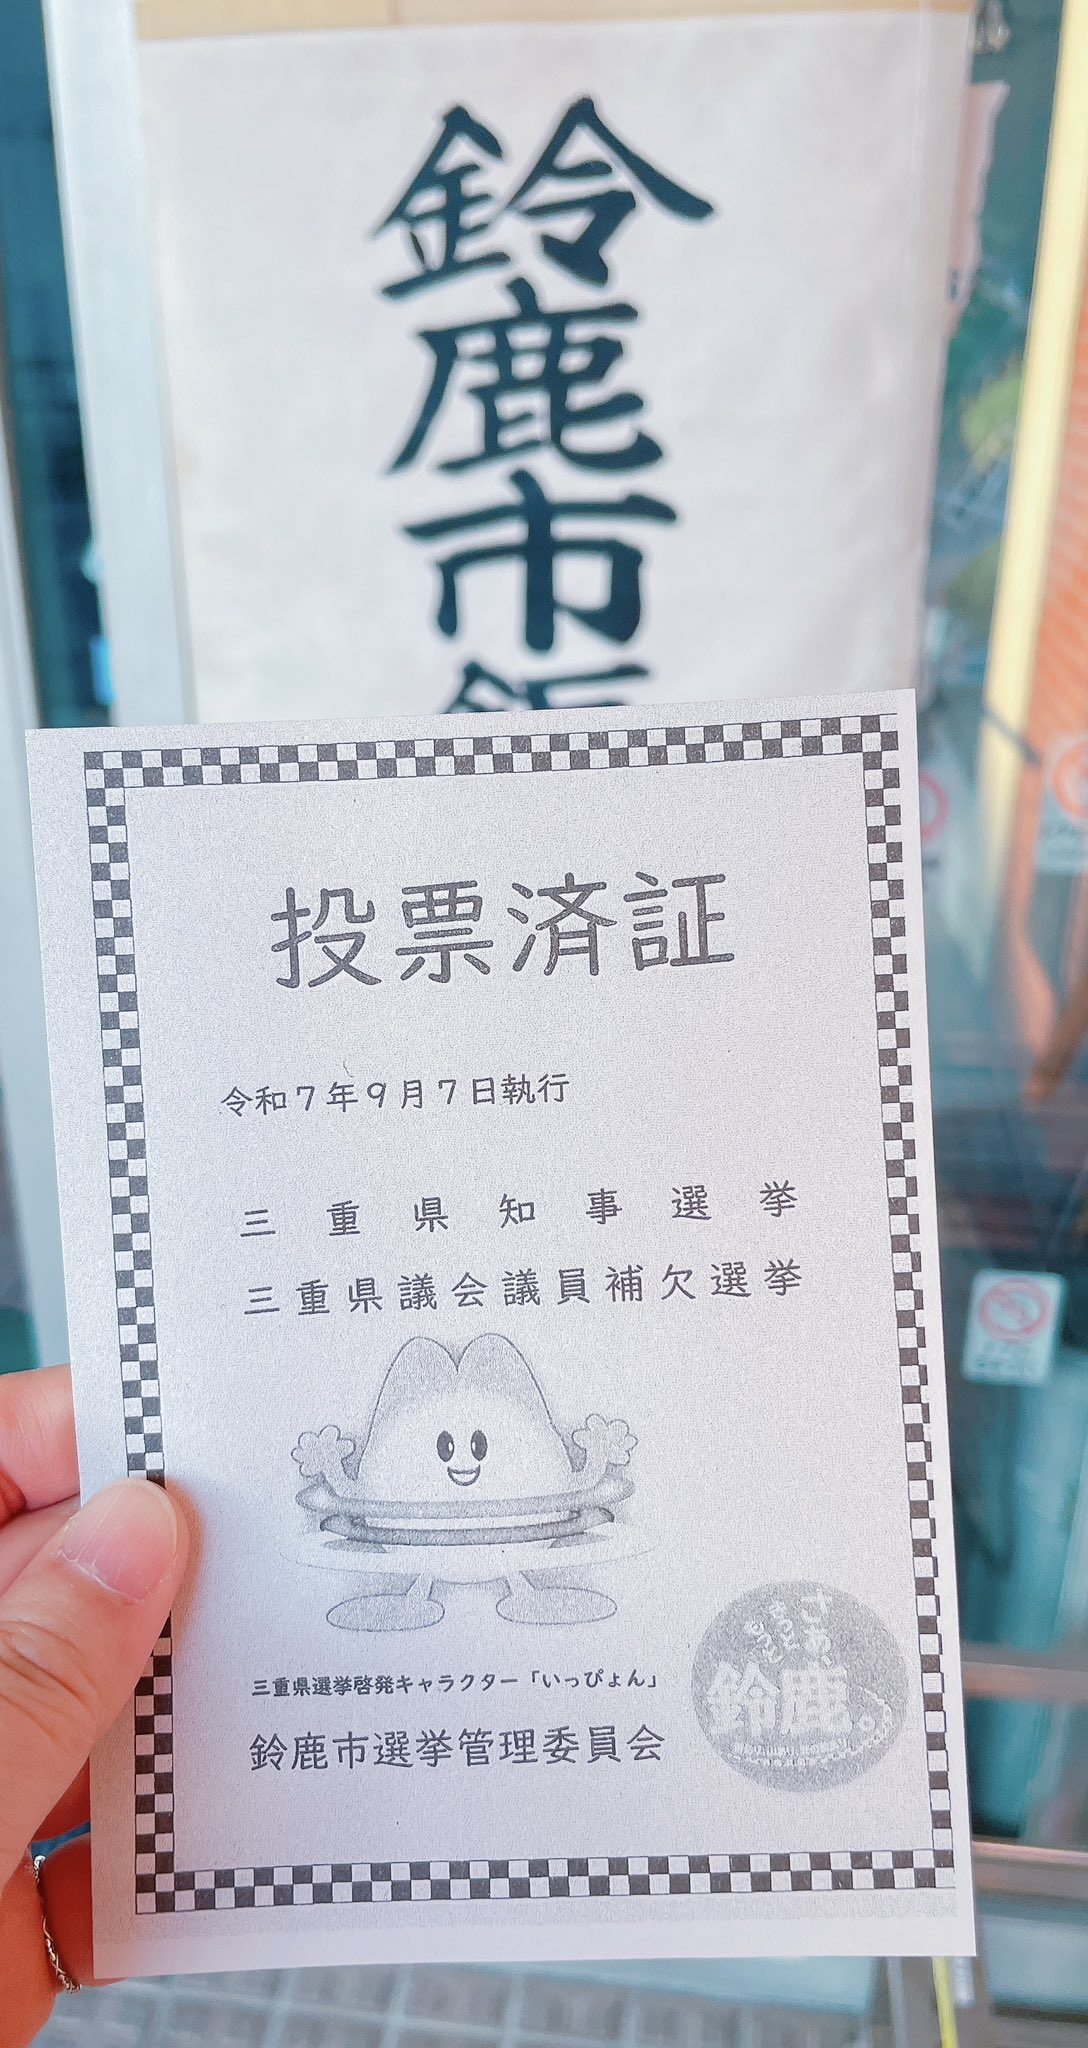 鈴鹿市
投票済証
令和7年9月7日執行
三重県知事選挙
三重県議会議員補欠選挙
三重県選挙啓発キャラクター「いっぴょん」
鈴鹿市選挙管理委員会
鈴鹿。